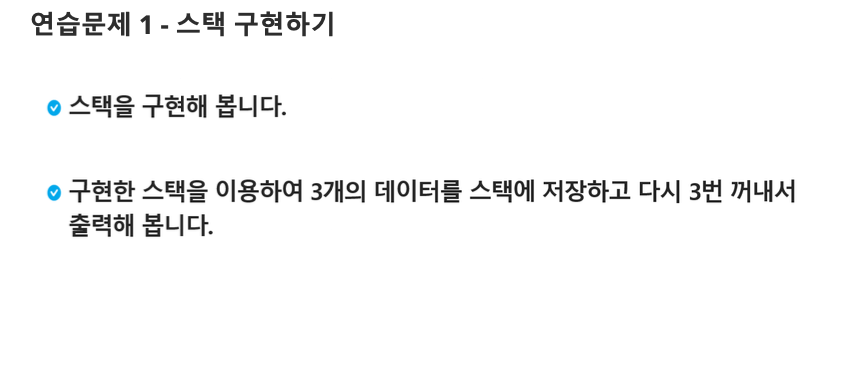 연습문제 1 - 스택 구현하기
스택을 구현해 봅니다.
구현한 스택을 이용하여 3개의 데이터를 스택에 저장하고 다시 3번 꺼내서
출력해 봅니다.